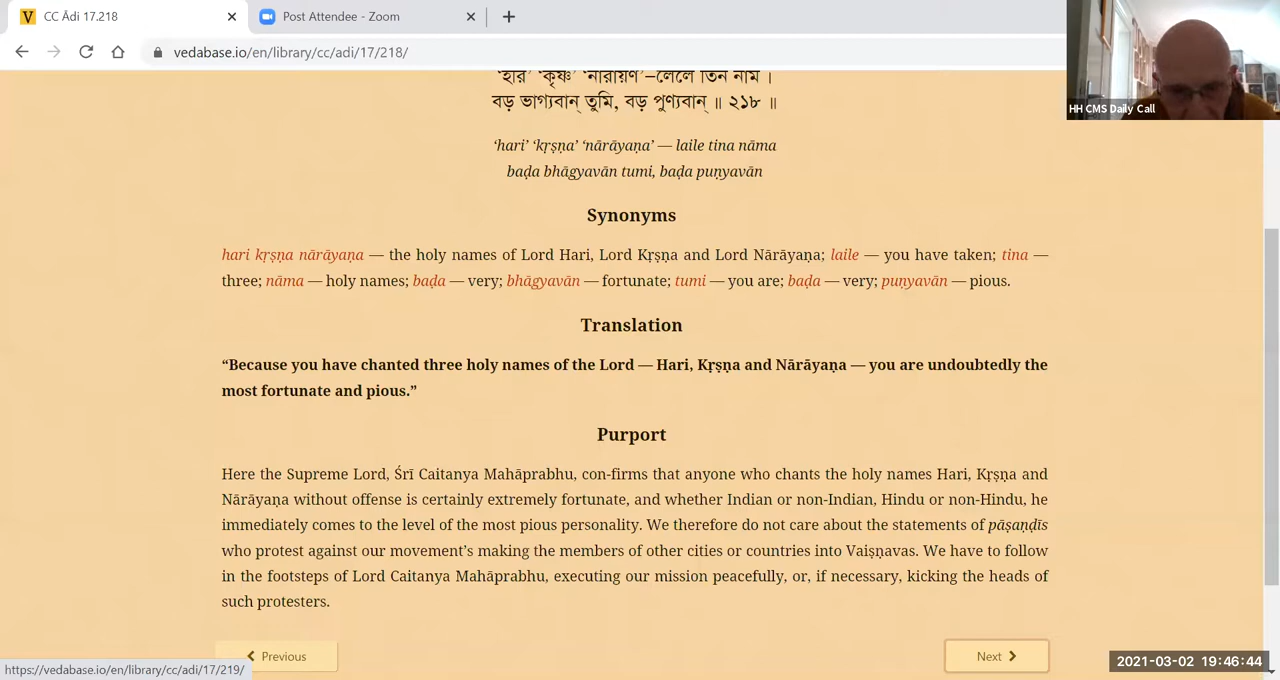 CC Ādi 17.218
Post Attendee - Zoom
vedabase.io/en/library/cc/adi/17/218/
HH CMS Daily Call
‘হরি’ ‘কৃষ্ণ’ ‘নারায়ণ’—লৈলে তিন নাম ।
বড় ভাগ্যবান্ তুমি, বড় পুণ্যবান্ ॥ ২১৮ ॥
‘hari’ ‘kṛṣṇa’ ‘nārāyaṇa’ — laile tina nāma
baḍa bhāgyavān tumi, baḍa puṇyavān
Synonyms
hari kṛṣṇa nārāyaṇa — the holy names of Lord Hari, Lord Kṛṣṇa and Lord Nārāyaṇa; laile — you have taken; tina —
three; nāma — holy names; baḍa — very; bhāgyavān — fortunate; tumi — you are; baḍa — very; puṇyavān — pious.
Translation
“Because you have chanted three holy names of the Lord — Hari, Kṛṣṇa and Nārāyaṇa — you are undoubtedly the
most fortunate and pious.”
Purport
Here the Supreme Lord, Śrī Caitanya Mahāprabhu, con-firms that anyone who chants the holy names Hari, Kṛṣṇa and
Nārāyaṇa without offense is certainly extremely fortunate, and whether Indian or non-Indian, Hindu or non-Hindu, he
immediately comes to the level of the most pious personality. We therefore do not care about the statements of pāṣaṇḍīs
who protest against our movement’s making the members of other cities or countries into Vaiṣṇavas. We have to follow
in the footsteps of Lord Caitanya Mahāprabhu, executing our mission peacefully, or, if necessary, kicking the heads of
such protesters.
Previous
Next
https://vedabase.io/en/library/cc/adi/17/219/
2021-03-02 19:46:44